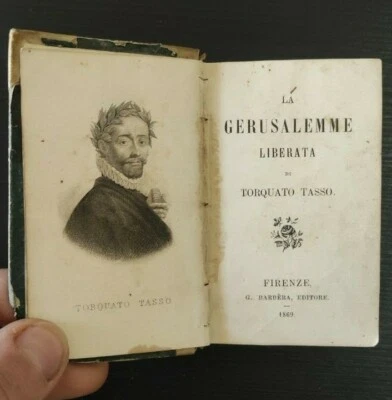 TORQUATO TASSO
LA
GERUSALEMME
LIBERATA
DI
TORQUATO TASSO.
FIRENZE,
G. BARBÈRA, EDITORE.
1869.